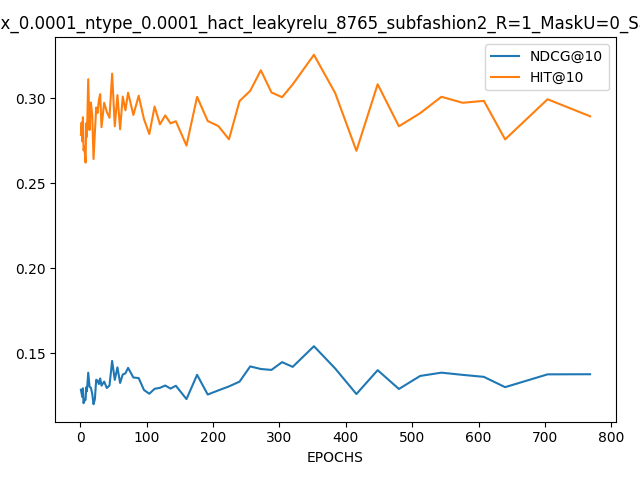 x_0.0001_ntype_0.0001_hact_leakyrelu_8765_subfashion2_R=1_MaskU=0_S
NDCG@10
HIT@10
0.30
0.25
0.20
0.15
0 100 200 300 400 500 600 700 800
EPOCHS